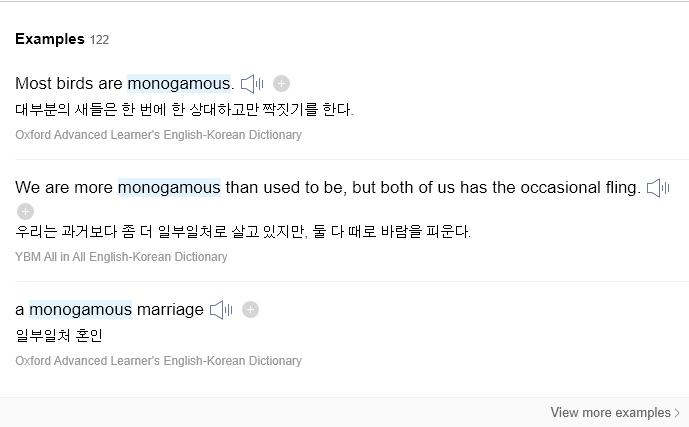 Examples 122
Most birds are monogamous.
대부분의 새들은 한 번에 한 상대하고만 짝짓기를 한다.
Oxford Advanced Learner's English-Korean Dictionary
We are more monogamous than used to be, but both of us has the occasional fling.
우리는 과거보다 좀 더 일부일처로 살고 있지만, 둘 다 때로 바람을 피운다.
YBM All in All English-Korean Dictionary
a monogamous marriage
일부일처 혼인
Oxford Advanced Learner's English-Korean Dictionary
View more examples